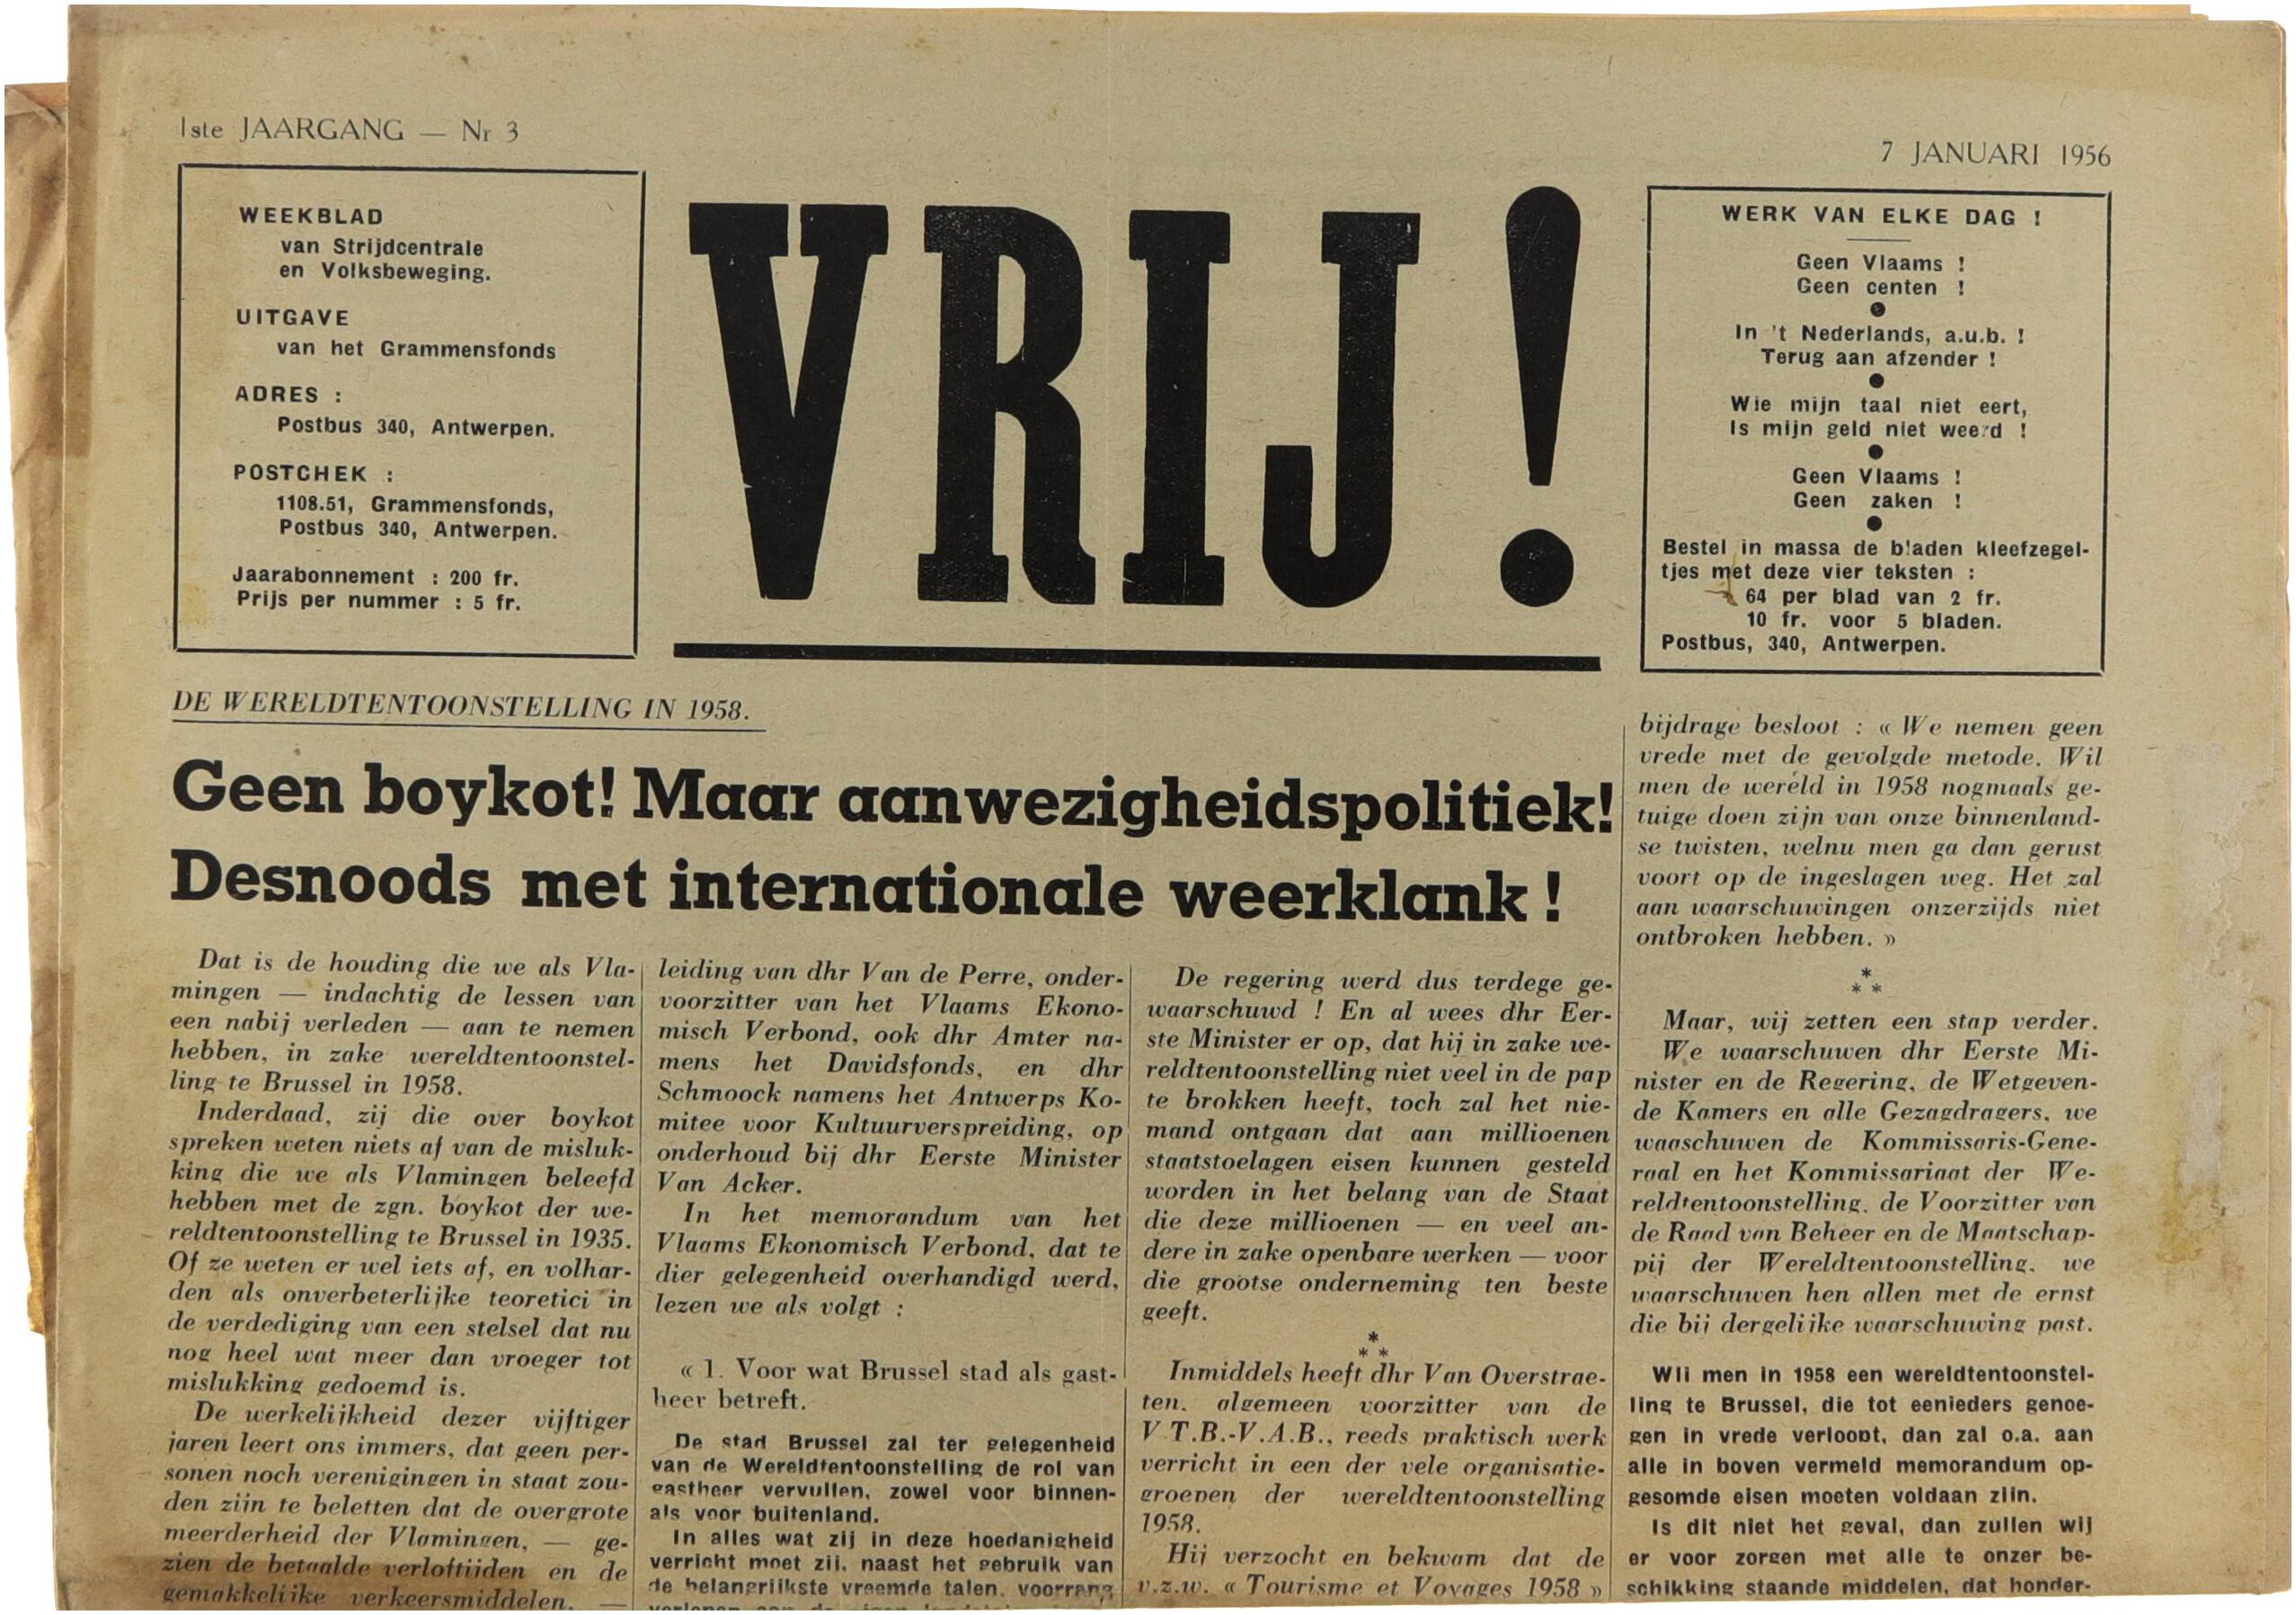 1ste JAARGANG — Nr 3
7 JANUARI 1956
WEEKBLAD
van Strijdcentrale
en Volksbeweging.
UITGAVE
van het Grammensfonds
ADRES :
Postbus 340, Antwerpen.
POSTCHEK :
1108.51, Grammensfonds,
Postbus 340, Antwerpen.
Jaarabonnement : 200 fr.
Prijs per nummer : 5 fr.
VRIJ!
WERK VAN ELKE DAG !
Geen Vlaams !
Geen centen !
In 't Nederlands, a.u.b. !
Terug aan afzender !
Wie mijn taal niet eert,
Is mijn geld niet weerd !
Geen Vlaams !
Geen zaken !
Bestel in massa de bladen kleefzegel-
tjes met deze vier teksten :
64 per blad van 2 fr.
10 fr. voor 5 bladen.
Postbus, 340, Antwerpen.
DE WERELDTENTOONSTELLING IN 1958.
Geen boykot! Maar aanwezigheidspolitiek!
Desnoods met internationale weerklank !
Dat is de houding die we als Vla-
mingen — indachtig de lessen van
een nabij verleden — aan te nemen
hebben, in zake wereldtentoonstel-
ling te Brussel in 1958.
Inderdaad, zij die over boykot
spreken weten niets af van de misluk-
king die we als Vlamingen beleefd
hebben met de zgn. boykot der we-
reldtentoonstelling te Brussel in 1935.
Of ze weten er wel iets af, en volhar-
den als onverbeterlijke teoretici in
de verdediging van een stelsel dat nu
nog heel wat meer dan vroeger tot
mislukking gedoemd is.
De werkelijkheid dezer vijftiger
jaren leert ons immers, dat geen per-
sonen noch verenigingen in staat zou-
den zijn te beletten dat de overgrote
meerderheid der Vlamingen, — ge-
zien de betaalde verloftijden en de
gemakkelijke verkeersmiddelen, —
leiding van dhr Van de Perre, onder-
voorzitter van het Vlaams Ekono-
misch Verbond, ook dhr Amter na-
mens het Davidsfonds, en dhr
Schmoock namens het Antwerps Ko-
mitee voor Kultuurverspreiding, op
onderhoud bij dhr Eerste Minister
Van Acker.
In het memorandum van het
Vlaams Ekonomisch Verbond, dat te
dier gelegenheid overhandigd werd,
lezen we als volgt :
« 1. Voor wat Brussel stad als gast-
heer betreft.
De stad Brussel zal ter gelegenheid
van de Wereldtentoonstelling de rol van
gastheer vervullen, zowel voor binnen-
als voor buitenland.
In alles wat zij in deze hoedanigheid
verricht moet zij, naast het gebruik van
de belangrijkste vreemde talen, voorrang
De regering werd dus terdege ge-
waarschuwd ! En al wees dhr Eer-
ste Minister er op, dat hij in zake we-
reldtentoonstelling niet veel in de pap
te brokken heeft, toch zal het nie-
mand ontgaan dat aan millioenen
staatstoelagen eisen kunnen gesteld
worden in het belang van de Staat
die deze millioenen — en veel an-
dere in zake openbare werken — voor
die grootse onderneming ten beste
geeft.
*
* *
Inmiddels heeft dhr Van Overstrae-
ten, algemeen voorzitter van de
V.T.B.-V.A.B., reeds praktisch werk
verricht in een der vele organisatie-
groepen der wereldtentoonstelling
1958.
Hij verzocht en bekwam dat de
v.z.w. « Tourisme et Voyages 1958 »
bijdrage besloot : « We nemen geen
vrede met de gevolgde metode. Wil
men de wereld in 1958 nogmaals ge-
tuige doen zijn van onze binnenland-
se twisten, welnu men ga dan gerust
voort op de ingeslagen weg. Het zal
aan waarschuwingen onzerzijds niet
ontbroken hebben. »
*
* *
Maar, wij zetten een stap verder.
We waarschuwen dhr Eerste Mi-
nister en de Regering, de Wetgeven-
de Kamers en alle Gezagdragers, we
waaschuwen de Kommissaris-Gene-
raal en het Kommissariaat der We-
reldtentoonstelling, de Voorzitter van
de Raad van Beheer en de Maatschap-
pij der Wereldtentoonstelling, we
waarschuwen hen allen met de ernst
die bij dergelijke waarschuwing past.
Wli men in 1958 een wereldtentoonstel-
ling te Brussel, die tot eenieders genoe-
gen in vrede verloopt, dan zal o.a. aan
alle in boven vermeld memorandum op-
gesomde eisen moeten voldaan zijn.
Is dit niet het geval, dan zullen wij
er voor zorgen met alle te onzer be-
schikking staande middelen, dat honder-